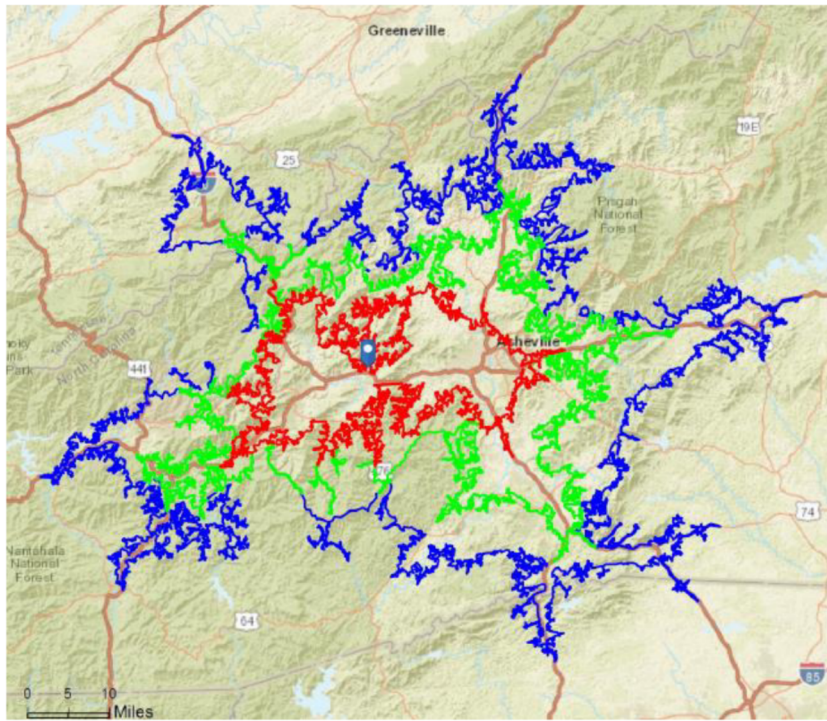 Greeneville
19E
25
Pisgah
National
Forest
Asheville
North Carolina
441
Park
76
74
Nantahala
National
Forest
64
85
0 5 10
Miles